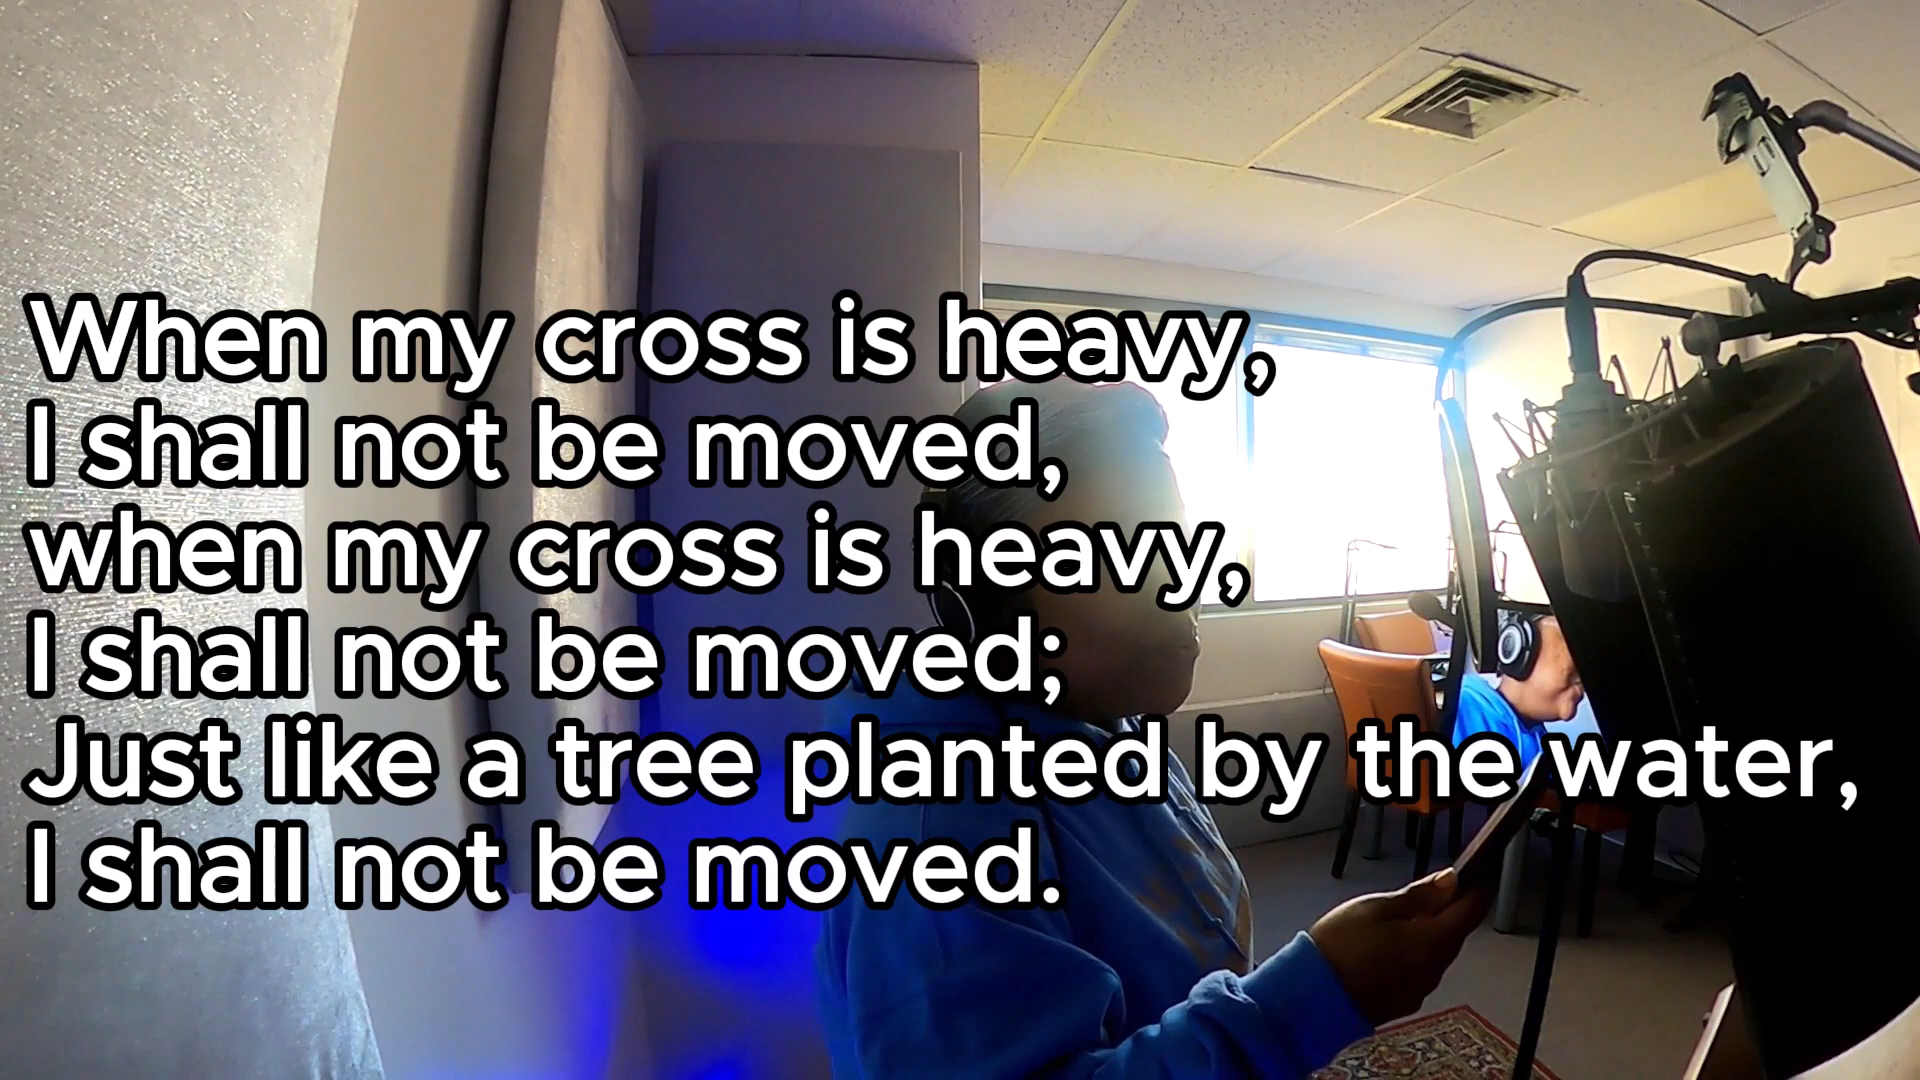 When my cross is heavy,
I shall not be moved,
when my cross is heavy,
I shall not be moved;
Just like a tree planted by the water,
I shall not be moved.